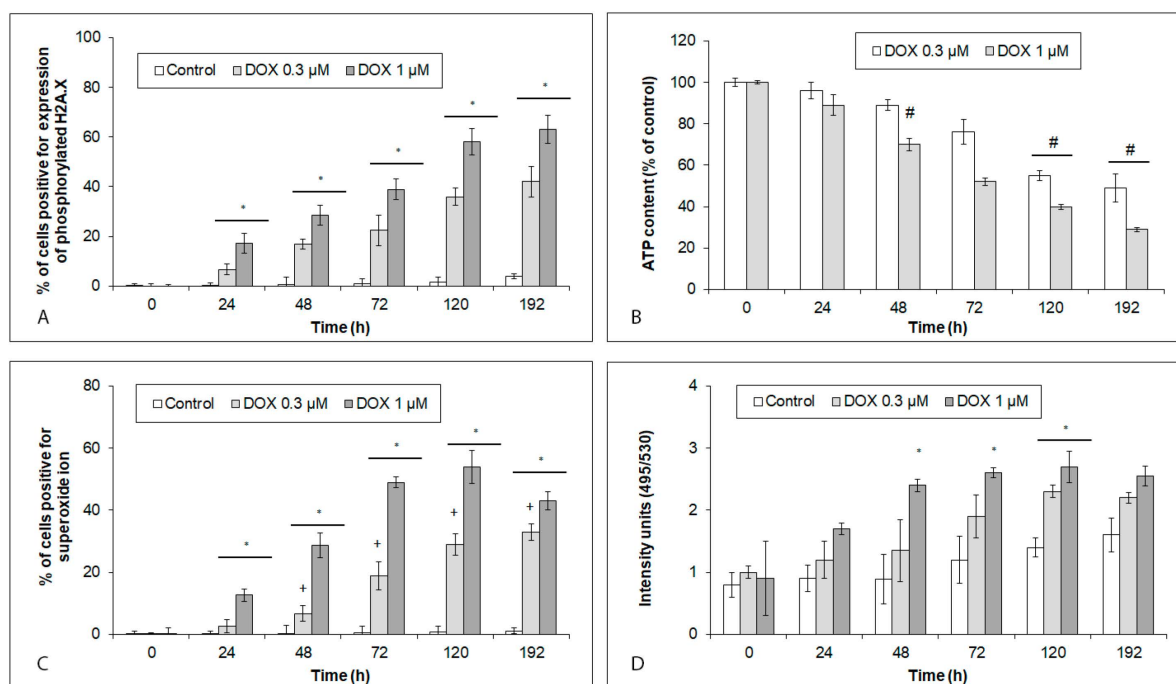 % of cells positive for expression
of phosphorylated H2A.X
100
80
60
40
20
0
Control DOX 0.3 µM DOX 1 µM
* * * * *
0 24 48 72 120 192
Time (h)
A
ATP content (% of control)
120
100
80
60
40
20
0
DOX 0.3 µM DOX 1 µM
# # #
0 24 48 72 120 192
Time (h)
B
% of cells positive for
superoxide ion
80
60
40
20
0
Control DOX 0.3 µM DOX 1 µM
* * * * *
+ + + +
0 24 48 72 120 192
Time (h)
C
Intensity units (495/530)
4
3
2
1
0
Control DOX 0.3 µM DOX 1 µM
* * *
0 24 48 72 120 192
Time (h)
D